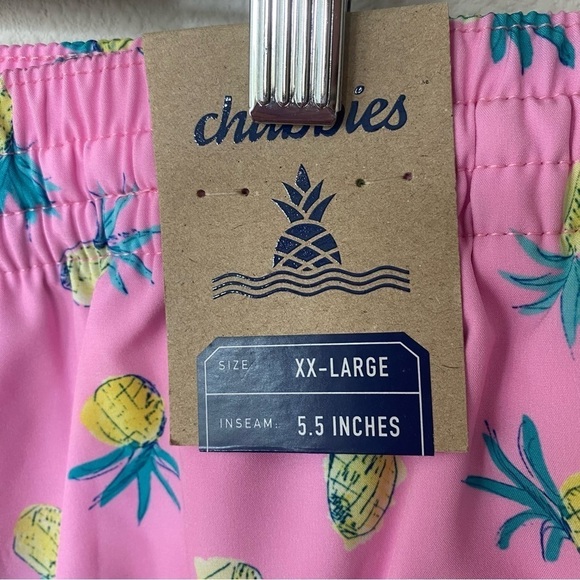 chubbies
SIZE: XX-LARGE
INSEAM: 5.5 INCHES